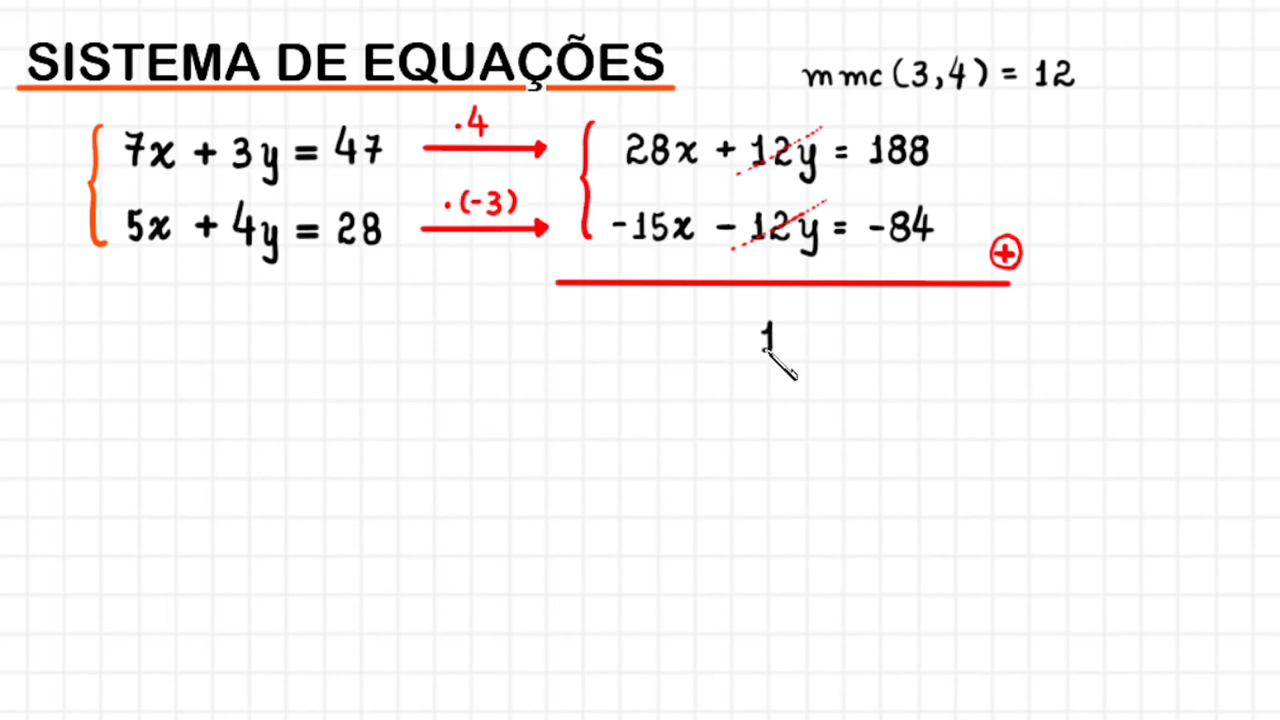 SISTEMA DE EQUAÇÕES
mmc(3,4) = 12
7x + 3y = 47
.4
28x + 12y = 188
5x + 4y = 28
.(-3)
-15x - 12y = -84
+
1